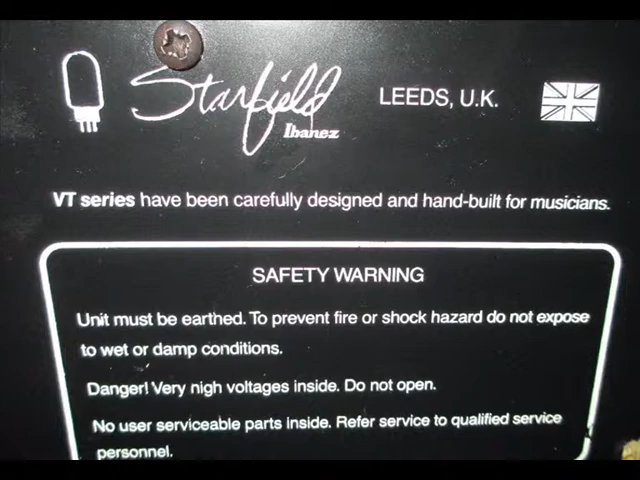 Starfield
Ibanez
LEEDS, U.K.
VT series have been carefully designed and hand-built for musicians.
SAFETY WARNING
Unit must be earthed. To prevent fire or shock hazard do not expose
to wet or damp conditions.
Danger! Very high voltages inside. Do not open.
No user serviceable parts inside. Refer service to qualified service
personnel.